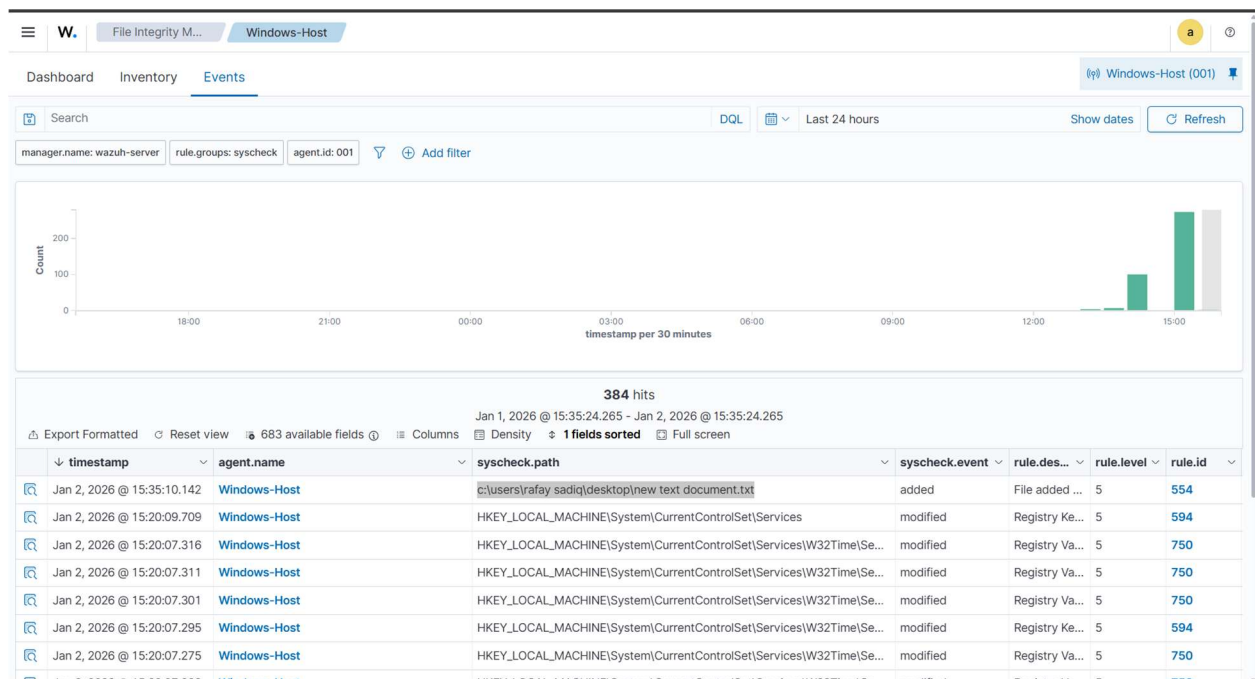 W. File Integrity M... Windows-Host a
Dashboard Inventory Events Windows-Host (001)
Search DQL Last 24 hours Show dates Refresh
manager.name: wazuh-server rule.groups: syscheck agent.id: 001 Add filter
Count
200
100
0
18:00 21:00 00:00 03:00 06:00 09:00 12:00 15:00
timestamp per 30 minutes
384 hits
Jan 1, 2026 @ 15:35:24.265 - Jan 2, 2026 @ 15:35:24.265
Export Formatted Reset view 683 available fields Columns Density 1 fields sorted Full screen
timestamp agent.name syscheck.path syscheck.event rule.des... rule.level rule.id
Jan 2, 2026 @ 15:35:10.142 Windows-Host c:\users\rafay sadiq\desktop\new text document.txt added File added ... 5 554
Jan 2, 2026 @ 15:20:09.709 Windows-Host HKEY_LOCAL_MACHINE\System\CurrentControlSet\Services modified Registry Ke... 5 594
Jan 2, 2026 @ 15:20:07.316 Windows-Host HKEY_LOCAL_MACHINE\System\CurrentControlSet\Services\W32Time\Se... modified Registry Va... 5 750
Jan 2, 2026 @ 15:20:07.311 Windows-Host HKEY_LOCAL_MACHINE\System\CurrentControlSet\Services\W32Time\Se... modified Registry Va... 5 750
Jan 2, 2026 @ 15:20:07.301 Windows-Host HKEY_LOCAL_MACHINE\System\CurrentControlSet\Services\W32Time\Se... modified Registry Va... 5 750
Jan 2, 2026 @ 15:20:07.295 Windows-Host HKEY_LOCAL_MACHINE\System\CurrentControlSet\Services\W32Time\Se... modified Registry Ke... 5 594
Jan 2, 2026 @ 15:20:07.275 Windows-Host HKEY_LOCAL_MACHINE\System\CurrentControlSet\Services\W32Time\Se... modified Registry Va... 5 750